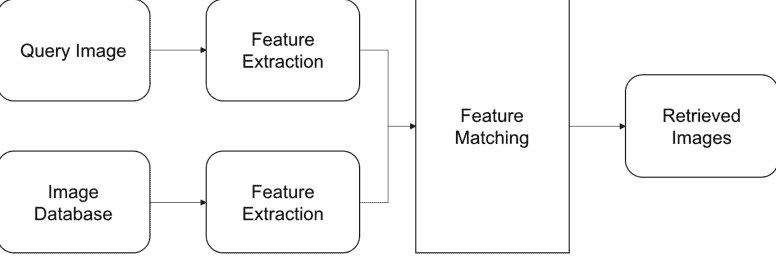 Query Image
Feature
Extraction
Feature
Matching
Retrieved
Images
Image
Database
Feature
Extraction